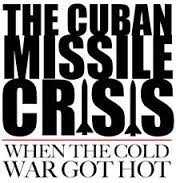 THE CUBAN
MISSILE
CRISIS
WHEN THE COLD
WAR GOT HOT